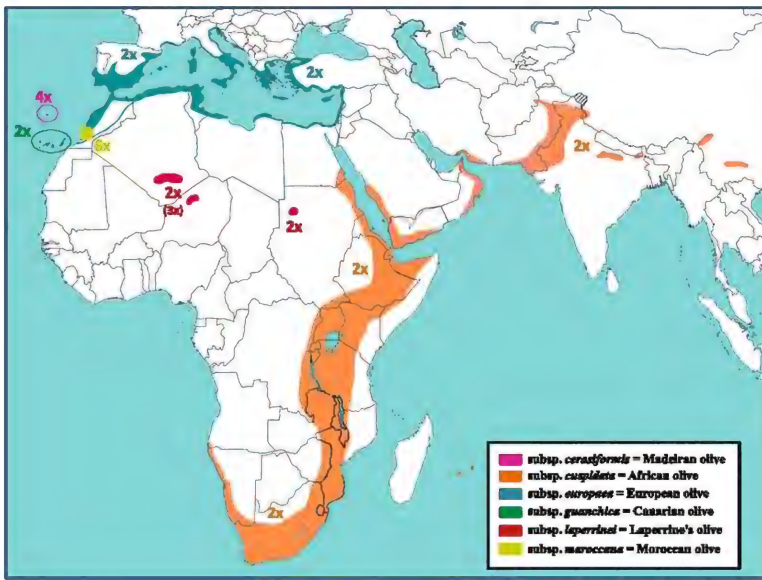 2x
2x
4x
2x
6x
2x
(3x)
2x
2x
2x
2x
subsp. cerasiformis = Madeiran olive
subsp. cuspidata = African olive
subsp. europaea = European olive
subsp. guanchica = Canarian olive
subsp. laperrinei = Laperrine's olive
subsp. maroccana = Moroccan olive